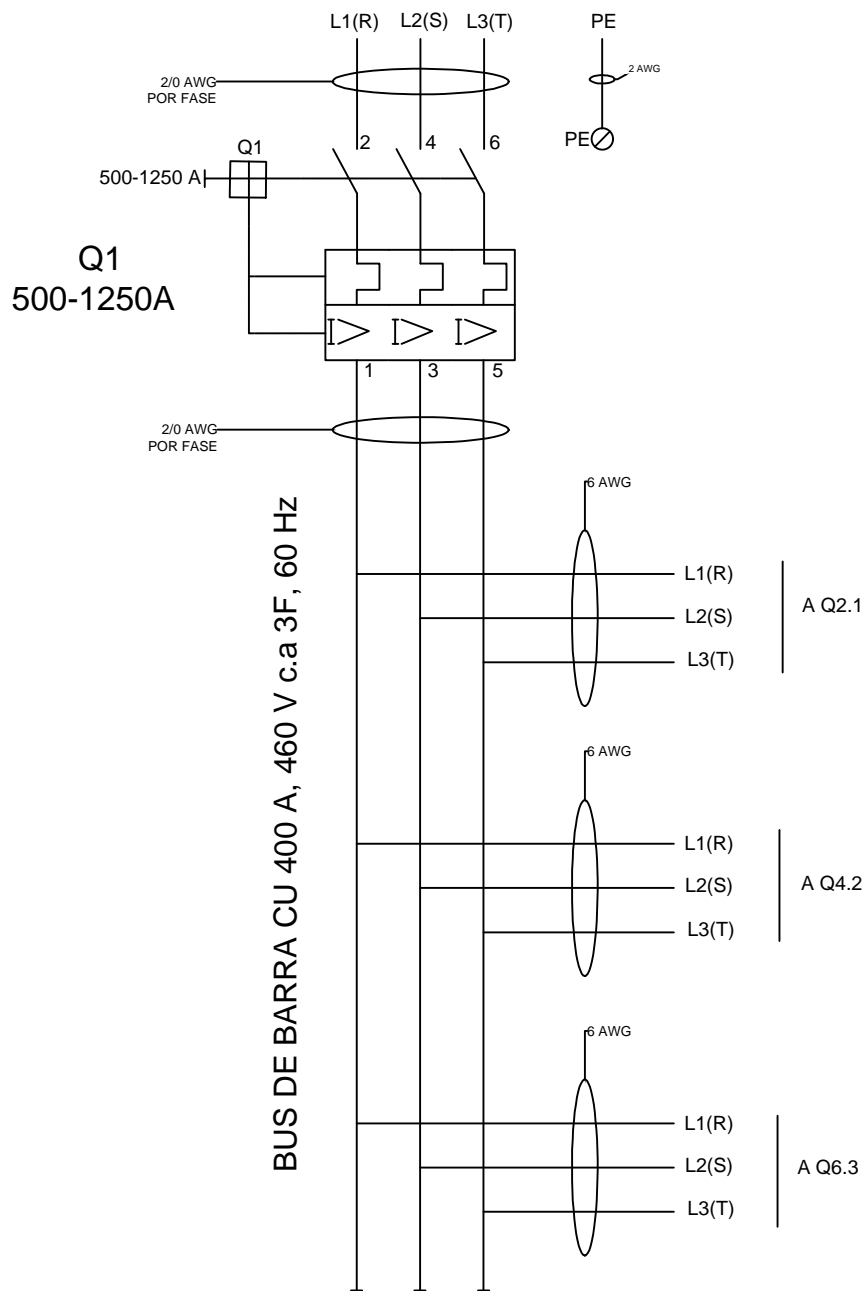 L1(R) L2(S) L3(T) PE
2/0 AWG
POR FASE
2 AWG
PE
2 4 6
Q1
500-1250 A
Q1
500-1250A
1 3 5
2/0 AWG
POR FASE
BUS DE BARRA CU 400 A, 460 V c.a 3F, 60 Hz
6 AWG
L1(R)
L2(S)
L3(T)
A Q2.1
6 AWG
L1(R)
L2(S)
L3(T)
A Q4.2
6 AWG
L1(R)
L2(S)
L3(T)
A Q6.3